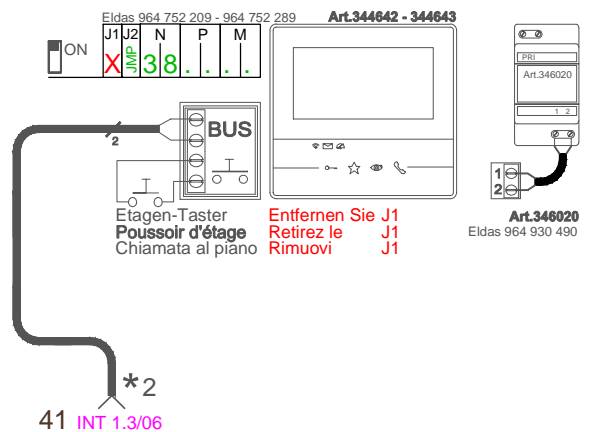 Eldas 964 752 209 - 964 752 289
Art.344642 - 344643
ON
J1 J2 N P M
X JMP 3 8 . . . .
PRI
Art.346020
1 2
2
BUS
1
2
Etagen-Taster Entfernen Sie J1
Poussoir d'étage Retirez le J1
Chiamata al piano Rimuovi J1
Art.346020
Eldas 964 930 490
*2
41 INT 1.3/06